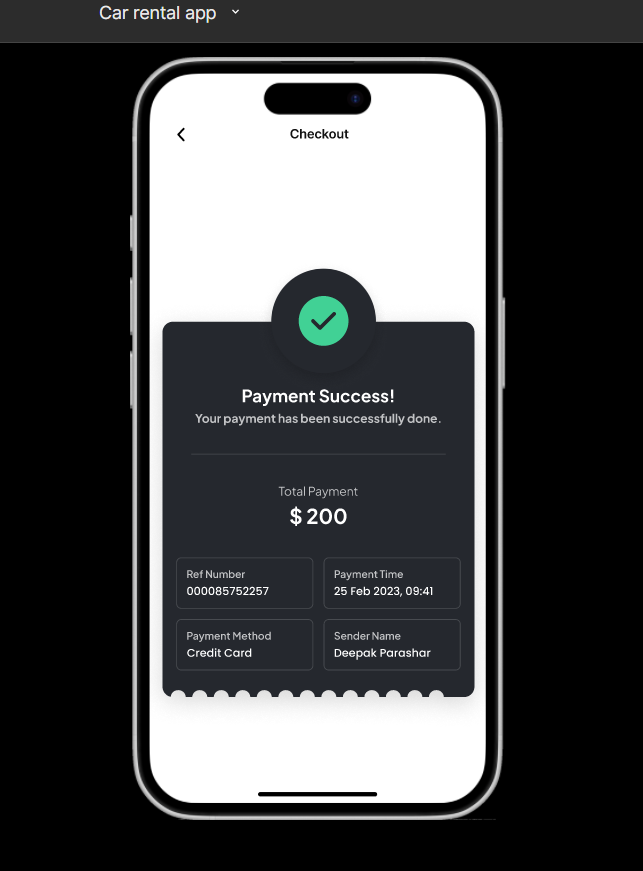 Car rental app
Checkout
Payment Success!
Your payment has been successfully done.
Total Payment
$ 200
Ref Number
000085752257
Payment Time
25 Feb 2023, 09:41
Payment Method
Credit Card
Sender Name
Deepak Parashar